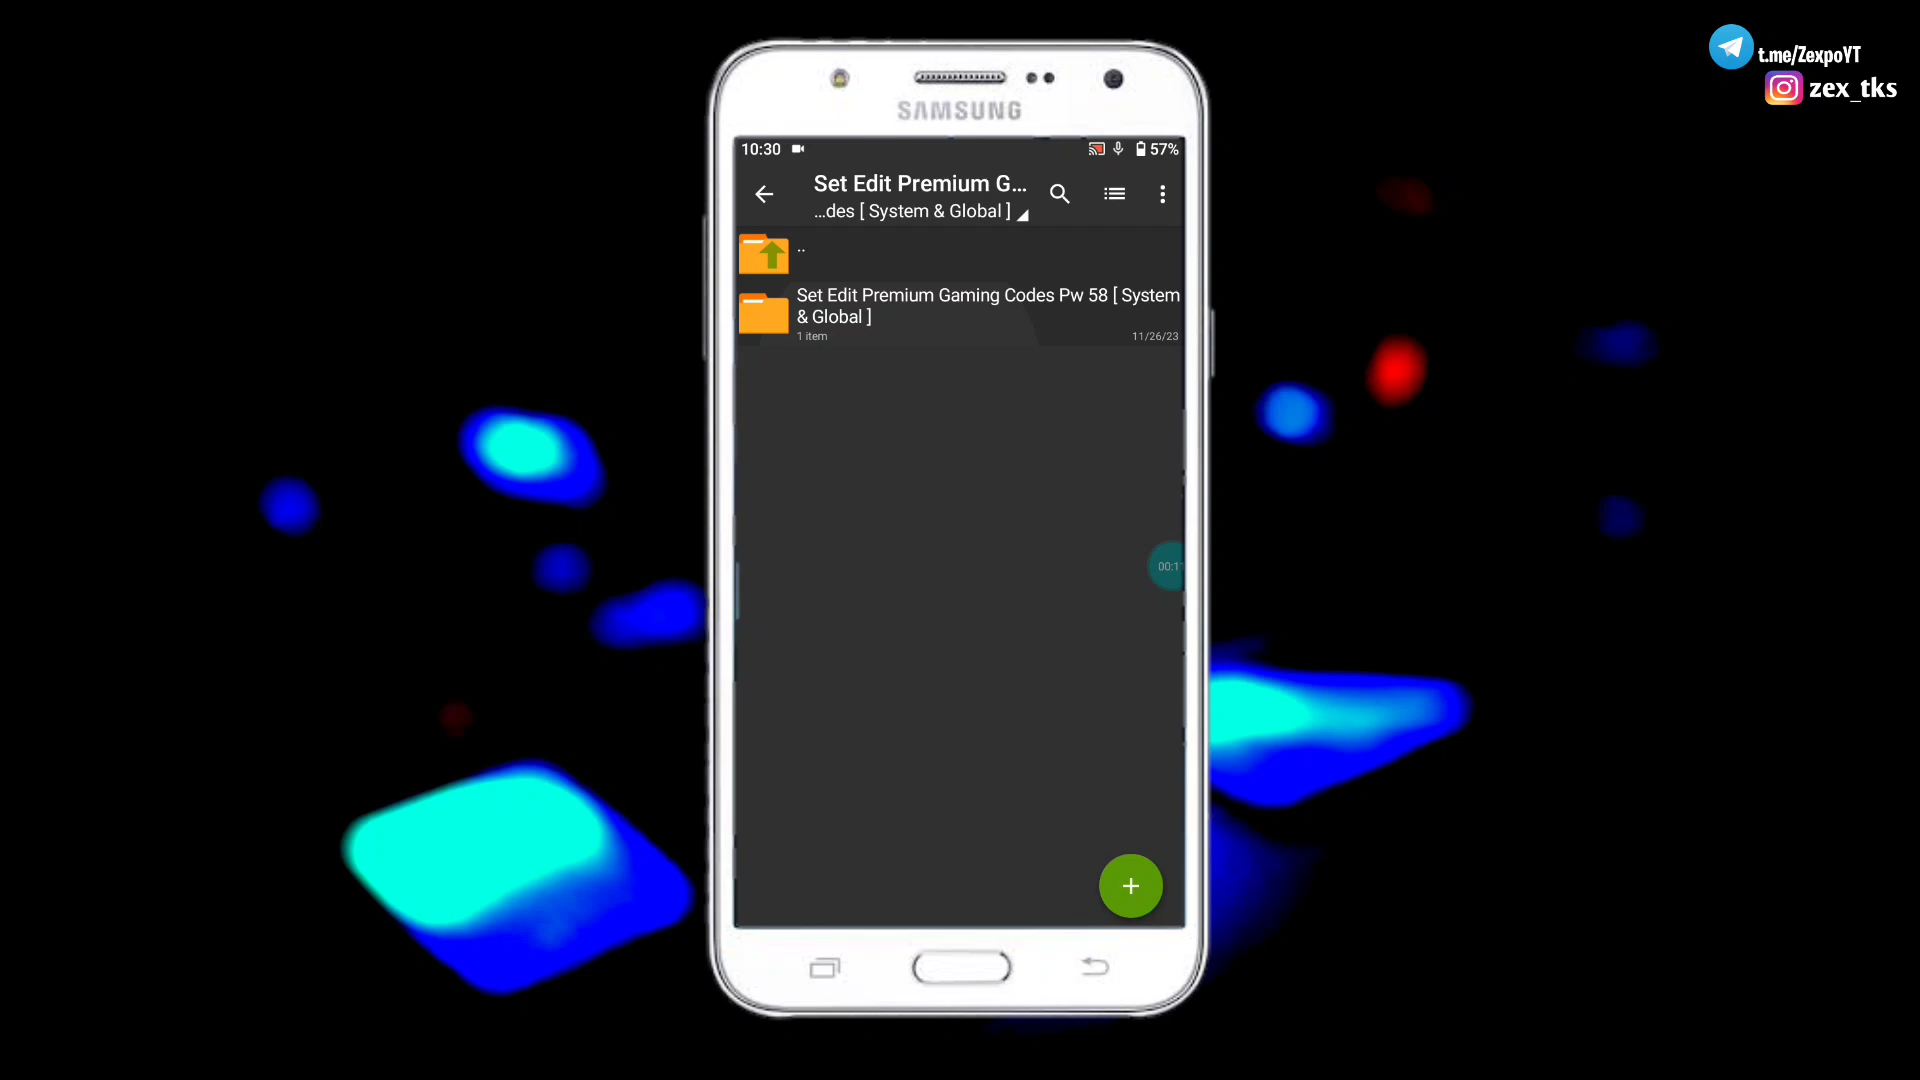 t.me/ZexpoYT
zex_tks
SAMSUNG
10:30
57%
Set Edit Premium G...
...des [ System & Global ]
..
Set Edit Premium Gaming Codes Pw 58 [ System
& Global ]
1 item
11/26/23